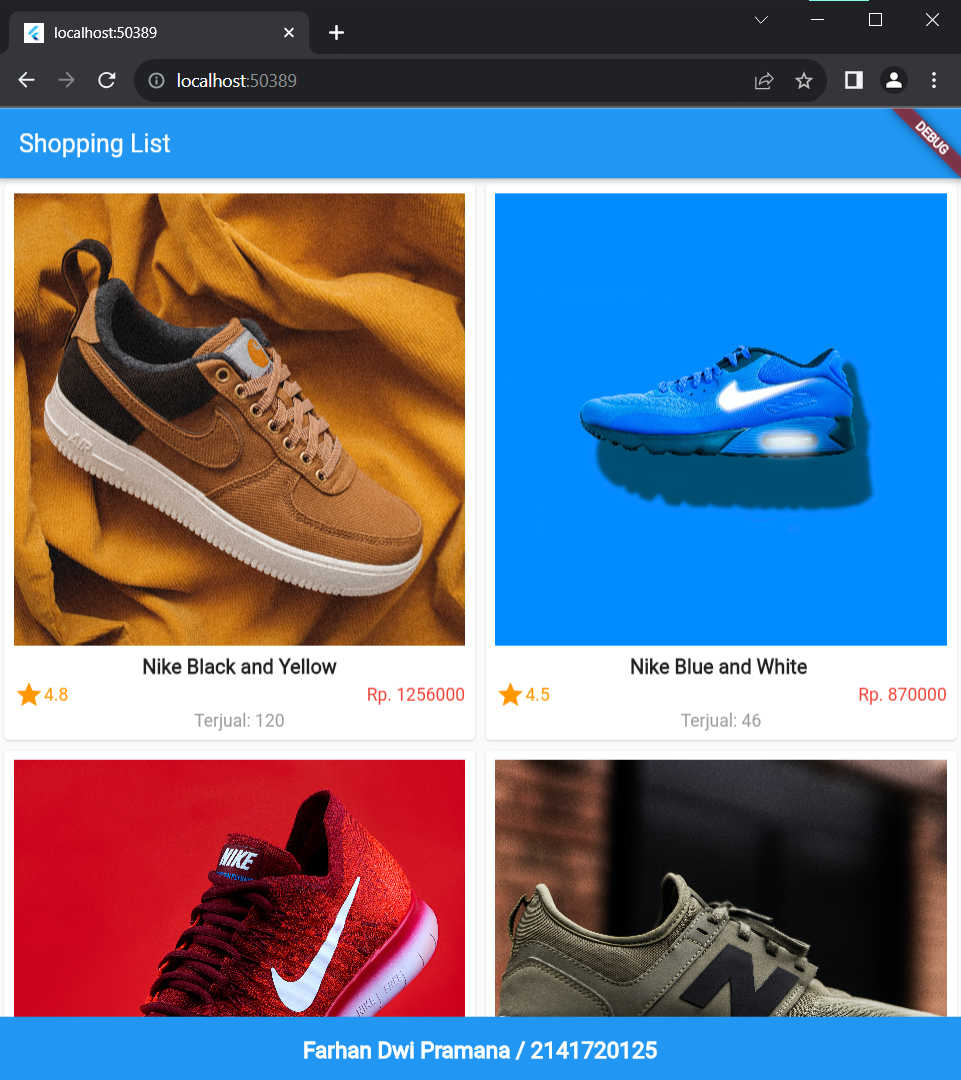 localhost:50389
localhost:50389
Shopping List
DEBUG
AIR
Nike Black and Yellow
4.8
Rp. 1256000
Terjual: 120
Nike Blue and White
4.5
Rp. 870000
Terjual: 46
NIKE
N
Farhan Dwi Pramana / 2141720125